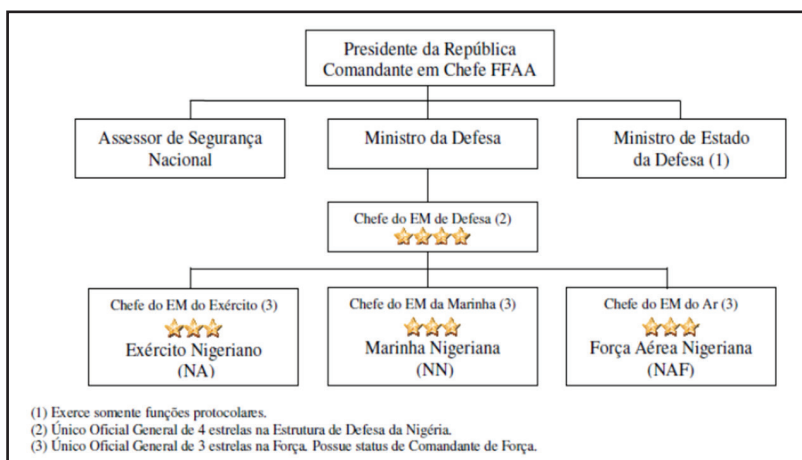 Presidente da República
Comandante em Chefe FFAA
Assessor de Segurança
Nacional
Ministro da Defesa
Ministro de Estado
da Defesa (1)
Chefe do EM de Defesa (2)
Chefe do EM do Exército (3)
Exército Nigeriano
(NA)
Chefe do EM da Marinha (3)
Marinha Nigeriana
(NN)
Chefe do EM do Ar (3)
Força Aérea Nigeriana
(NAF)
(1) Exerce somente funções protocolares.
(2) Único Oficial General de 4 estrelas na Estrutura de Defesa da Nigéria.
(3) Único Oficial General de 3 estrelas na Força. Possue status de Comandante de Força.